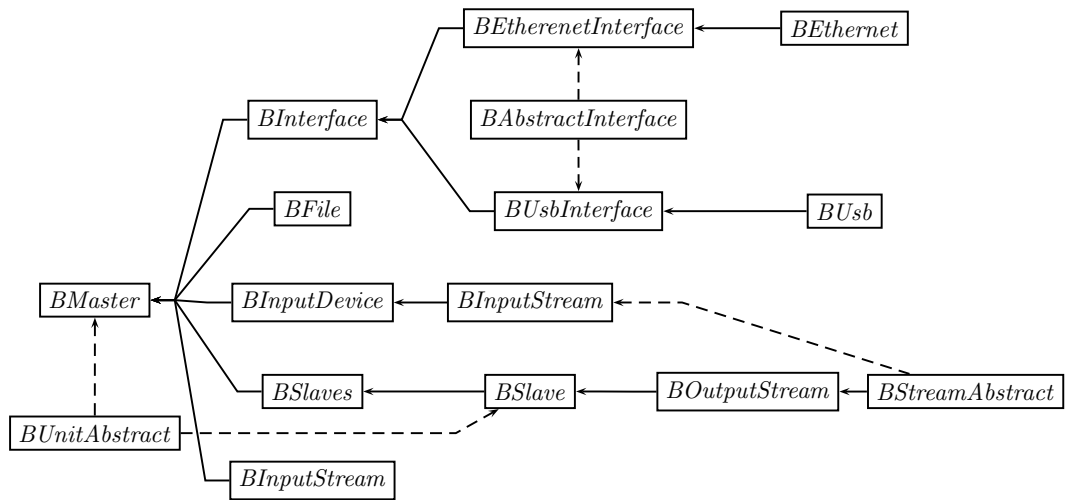 BEtherenetInterface
BEthernet
BInterface
BAbstractInterface
BFile
BUsbInterface
BUsb
BMaster
BInputDevice
BInputStream
BSlaves
BSlave
BOutputStream
BStreamAbstract
BUnitAbstract
BInputStream